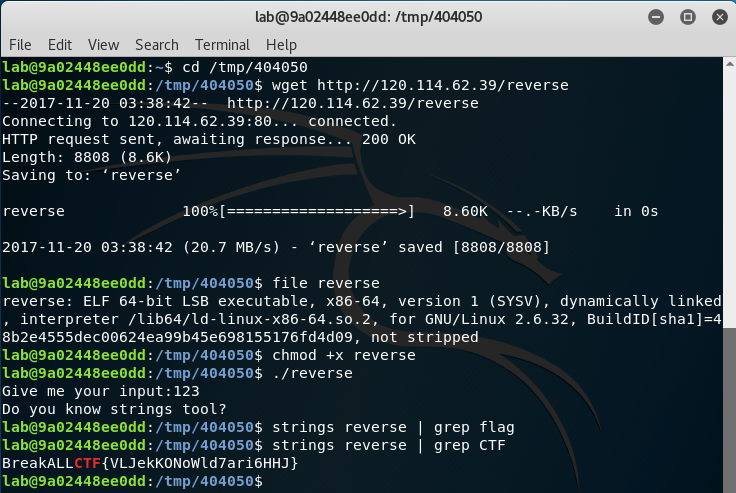 lab@9a02448ee0dd: /tmp/404050
File Edit View Search Terminal Help
lab@9a02448ee0dd:~$ cd /tmp/404050
lab@9a02448ee0dd:/tmp/404050$ wget http://120.114.62.39/reverse
--2017-11-20 03:38:42--  http://120.114.62.39/reverse
Connecting to 120.114.62.39:80... connected.
HTTP request sent, awaiting response... 200 OK
Length: 8808 (8.6K)
Saving to: ‘reverse’
reverse             100%[===================>]   8.60K  --.-KB/s    in 0s
2017-11-20 03:38:42 (20.7 MB/s) - ‘reverse’ saved [8808/8808]
lab@9a02448ee0dd:/tmp/404050$ file reverse
reverse: ELF 64-bit LSB executable, x86-64, version 1 (SYSV), dynamically linked
, interpreter /lib64/ld-linux-x86-64.so.2, for GNU/Linux 2.6.32, BuildID[sha1]=4
8b2e4555dec00624ea99b45e698155176fd4d09, not stripped
lab@9a02448ee0dd:/tmp/404050$ chmod +x reverse
lab@9a02448ee0dd:/tmp/404050$ ./reverse
Give me your input:123
Do you know strings tool?
lab@9a02448ee0dd:/tmp/404050$ strings reverse | grep flag
lab@9a02448ee0dd:/tmp/404050$ strings reverse | grep CTF
BreakALLCTF{VLJekKONoWld7ari6HHJ}
lab@9a02448ee0dd:/tmp/404050$